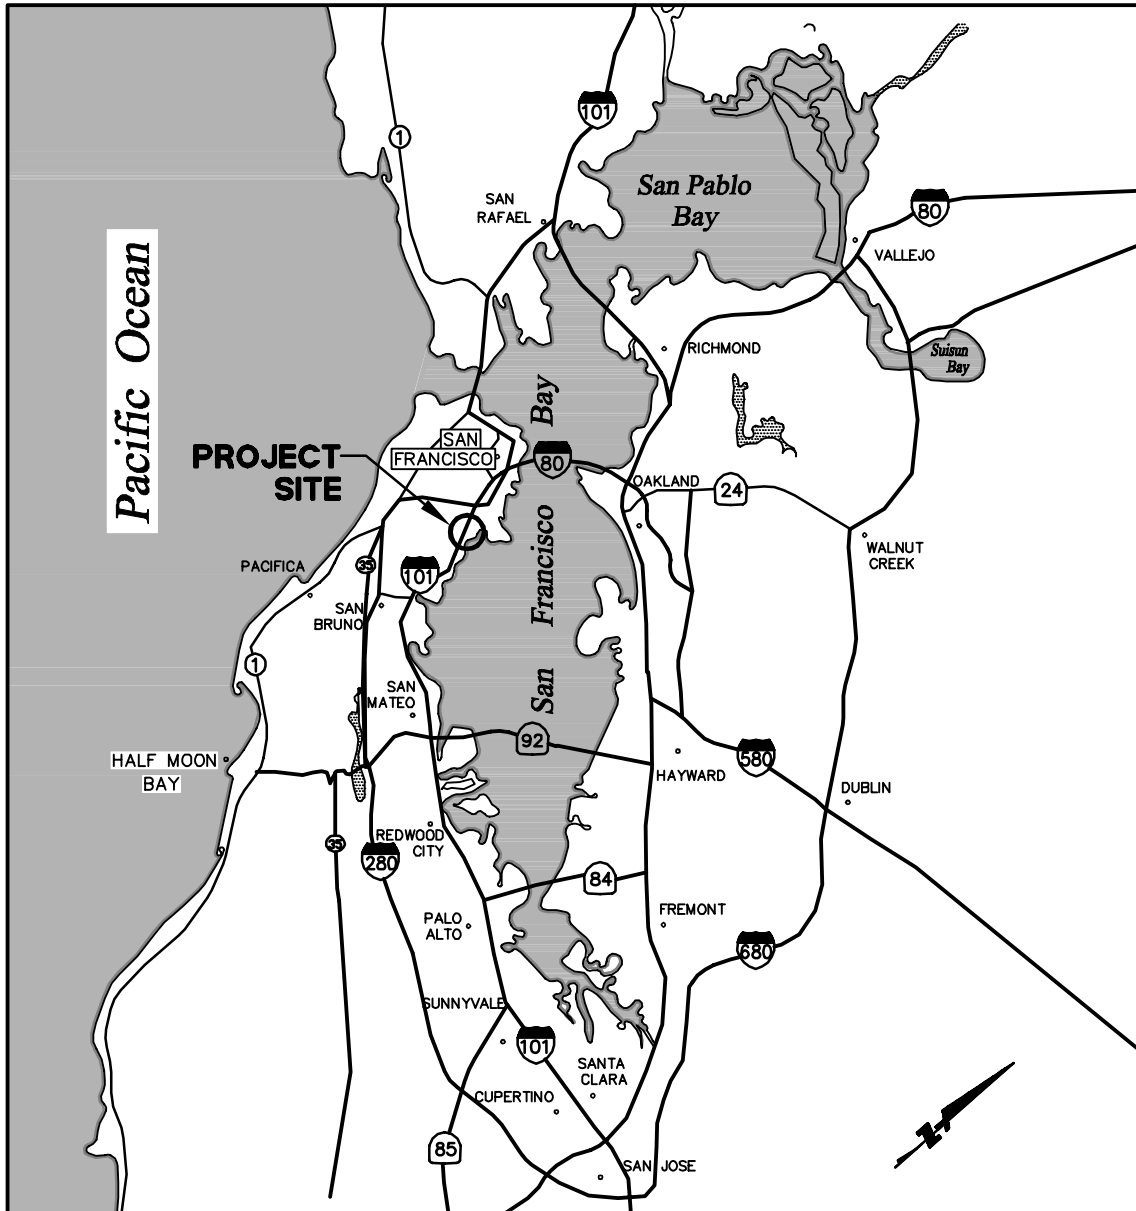 101
1
San Pablo
Bay
SAN
RAFAEL
80
VALLEJO
Pacific Ocean
RICHMOND
Suisun
Bay
San Francisco Bay
SAN
FRANCISCO
PROJECT
SITE
80
OAKLAND
24
WALNUT
CREEK
PACIFICA
35
101
SAN
BRUNO
1
SAN
MATEO
92
HALF MOON
BAY
HAYWARD
580
DUBLIN
REDWOOD
CITY
35
280
84
PALO
ALTO
FREMONT
680
SUNNYVALE
101
SANTA
CLARA
CUPERTINO
85
SAN JOSE
N